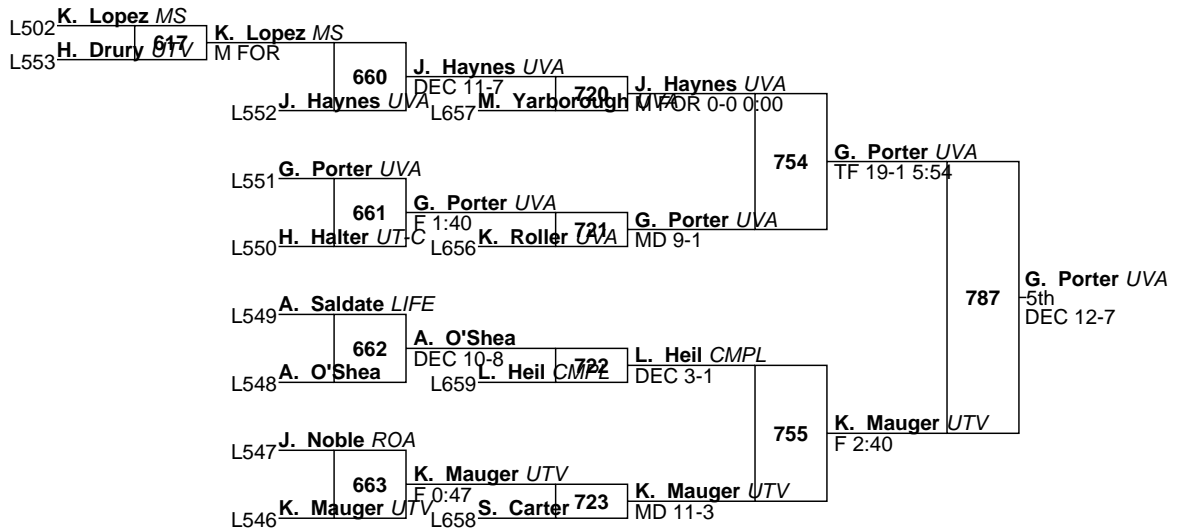 L502 K. Lopez MS
L553 H. Drury UTV
617
K. Lopez MS
M FOR
L552 J. Haynes UVA
660
J. Haynes UVA
DEC 11-7
L657 M. Yarborough UVA
720
J. Haynes UVA
M FOR 0-0 0:00
L551 G. Porter UVA
L550 H. Halter UT-C
661
G. Porter UVA
F 1:40
L656 K. Roller UVA
721
G. Porter UVA
MD 9-1
754
G. Porter UVA
TF 19-1 5:54
L549 A. Saldate LIFE
L548 A. O'Shea
662
A. O'Shea
DEC 10-8
L659 L. Heil CMPL
722
L. Heil CMPL
DEC 3-1
L547 J. Noble ROA
L546 K. Mauger UTV
663
K. Mauger UTV
F 0:47
L658 S. Carter
723
K. Mauger UTV
MD 11-3
755
K. Mauger UTV
F 2:40
787
G. Porter UVA
5th
DEC 12-7